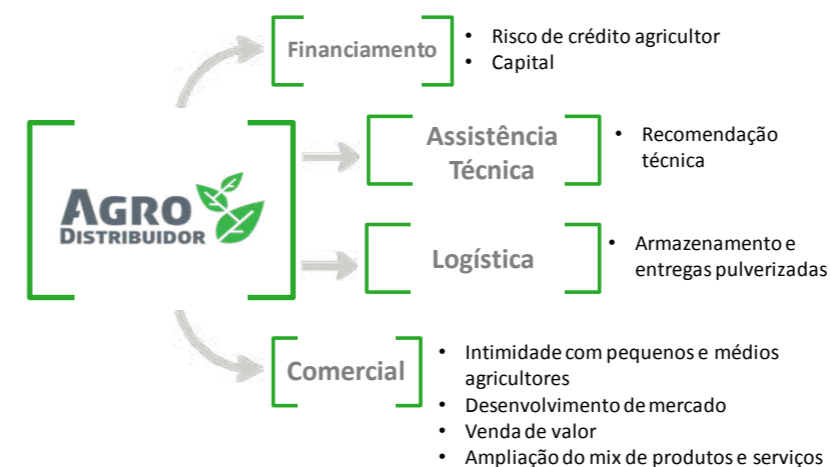 Financiamento
• Risco de crédito agricultor
• Capital
AGRO
DISTRIBUIDOR
Assistência
Técnica
• Recomendação
técnica
Logística
• Armazenamento e
entregas pulverizadas
Comercial
• Intimidade com pequenos e médios
agricultores
• Desenvolvimento de mercado
• Venda de valor
• Ampliação do mix de produtos e serviços